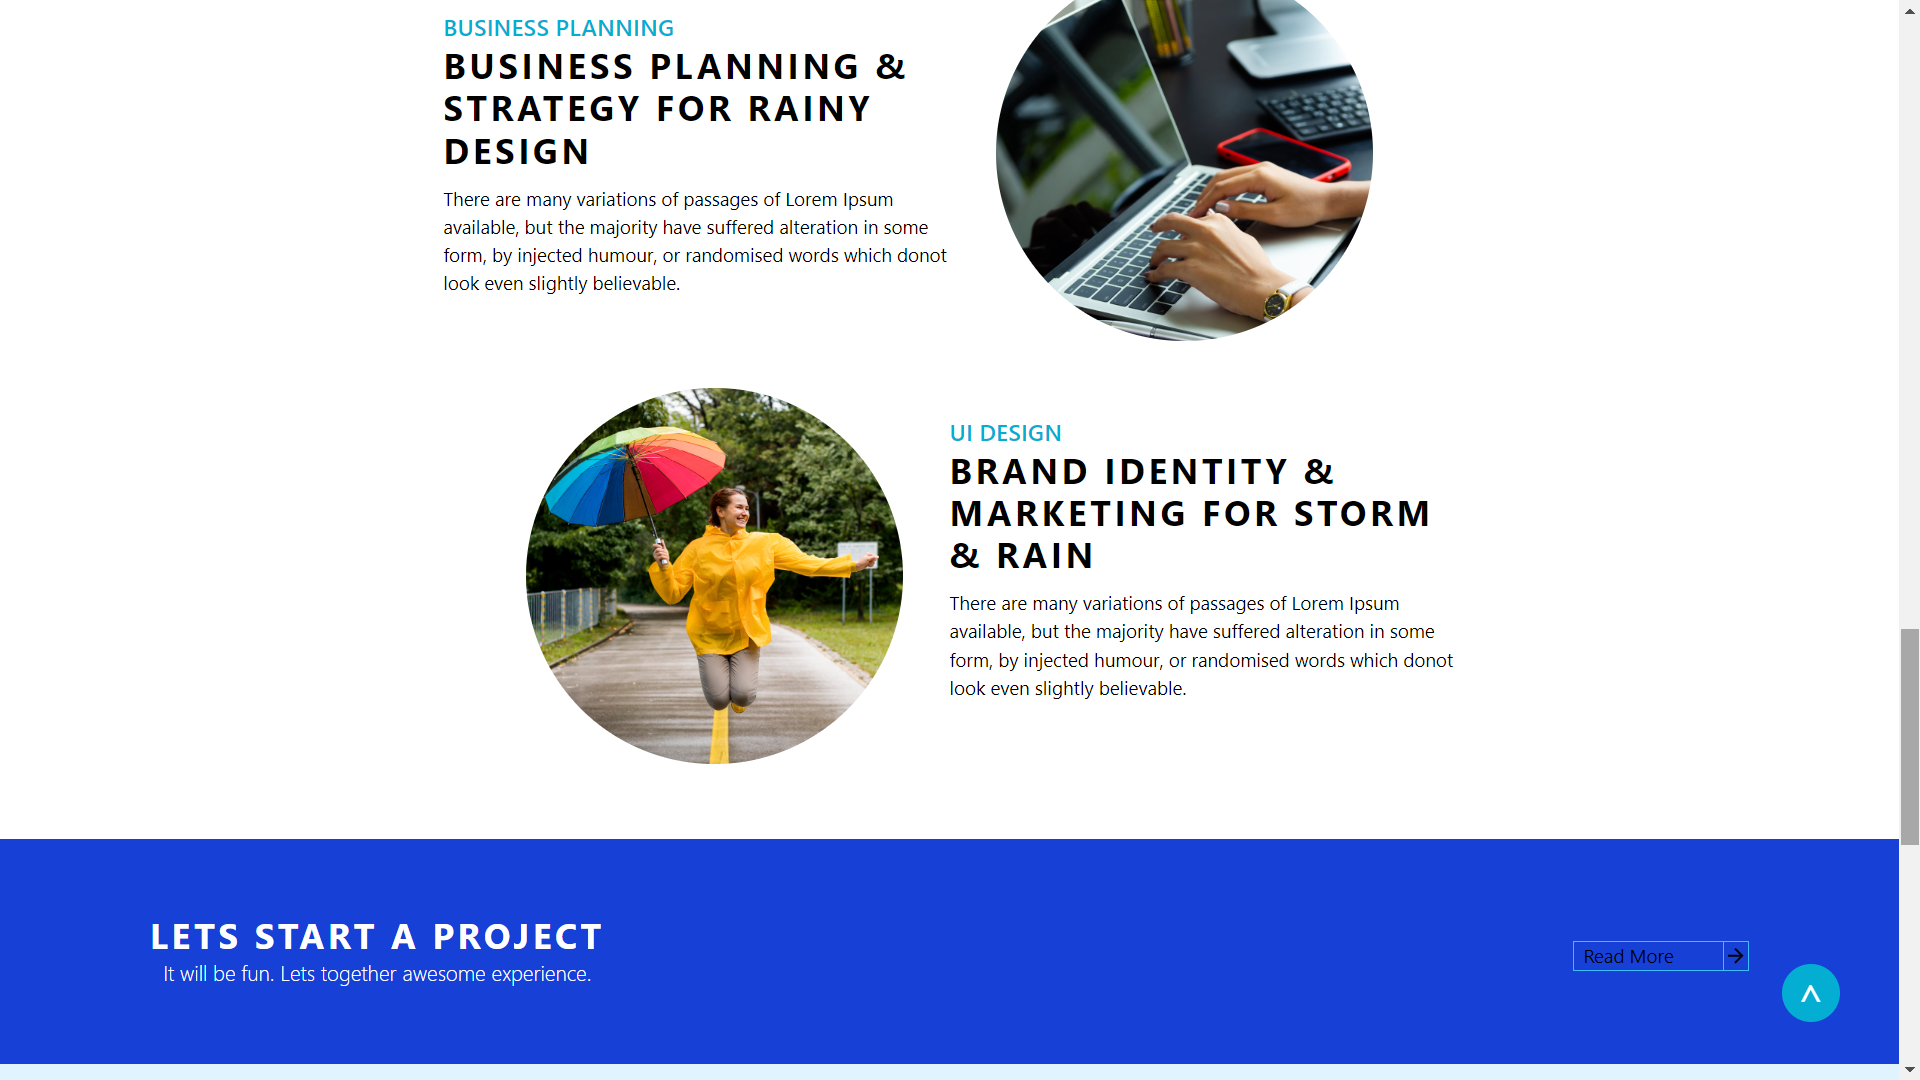 BUSINESS PLANNING
BUSINESS PLANNING &
STRATEGY FOR RAINY
DESIGN
There are many variations of passages of Lorem Ipsum
available, but the majority have suffered alteration in some
form, by injected humour, or randomised words which donot
look even slightly believable.
UI DESIGN
BRAND IDENTITY &
MARKETING FOR STORM
& RAIN
There are many variations of passages of Lorem Ipsum
available, but the majority have suffered alteration in some
form, by injected humour, or randomised words which donot
look even slightly believable.
LETS START A PROJECT
It will be fun. Lets together awesome experience.
Read More